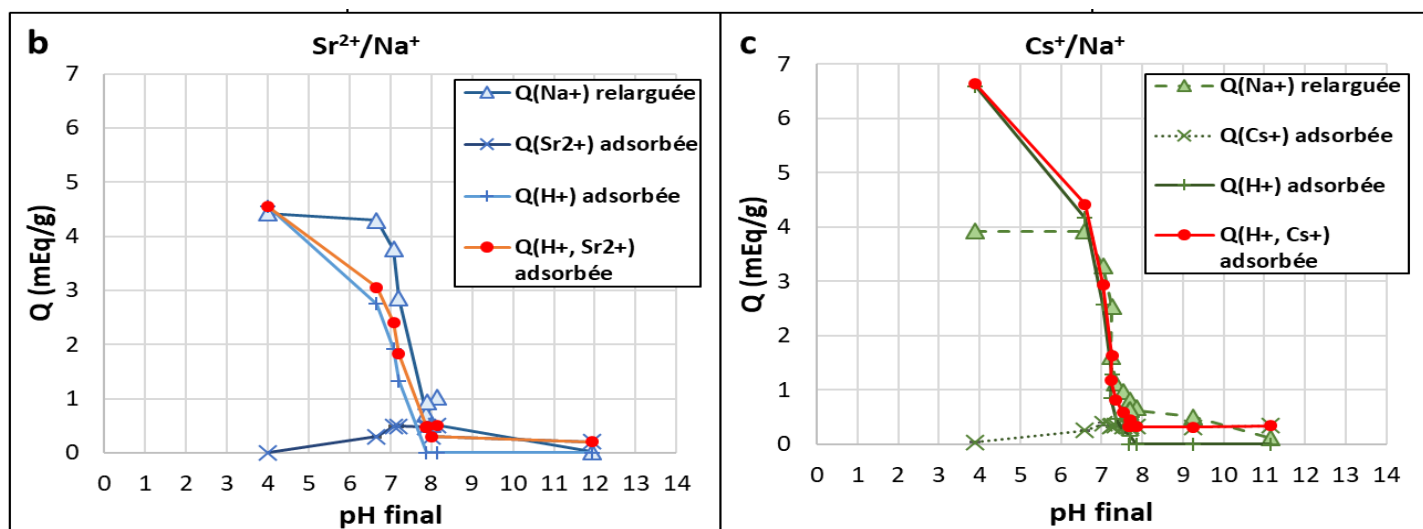 b
Sr²⁺/Na⁺
Q(Na+) relarguée
Q(Sr2+) adsorbée
Q(H+) adsorbée
Q(H+, Sr2+)
adsorbée
7
6
5
4
3
2
1
0
Q (mEq/g)
0 1 2 3 4 5 6 7 8 9 10 11 12 13 14
pH final
c
Cs⁺/Na⁺
Q(Na+) relarguée
Q(Cs+) adsorbée
Q(H+) adsorbée
Q(H+, Cs+)
adsorbée
7
6
5
4
3
2
1
0
Q (mEq/g)
0 1 2 3 4 5 6 7 8 9 10 11 12 13 14
pH final